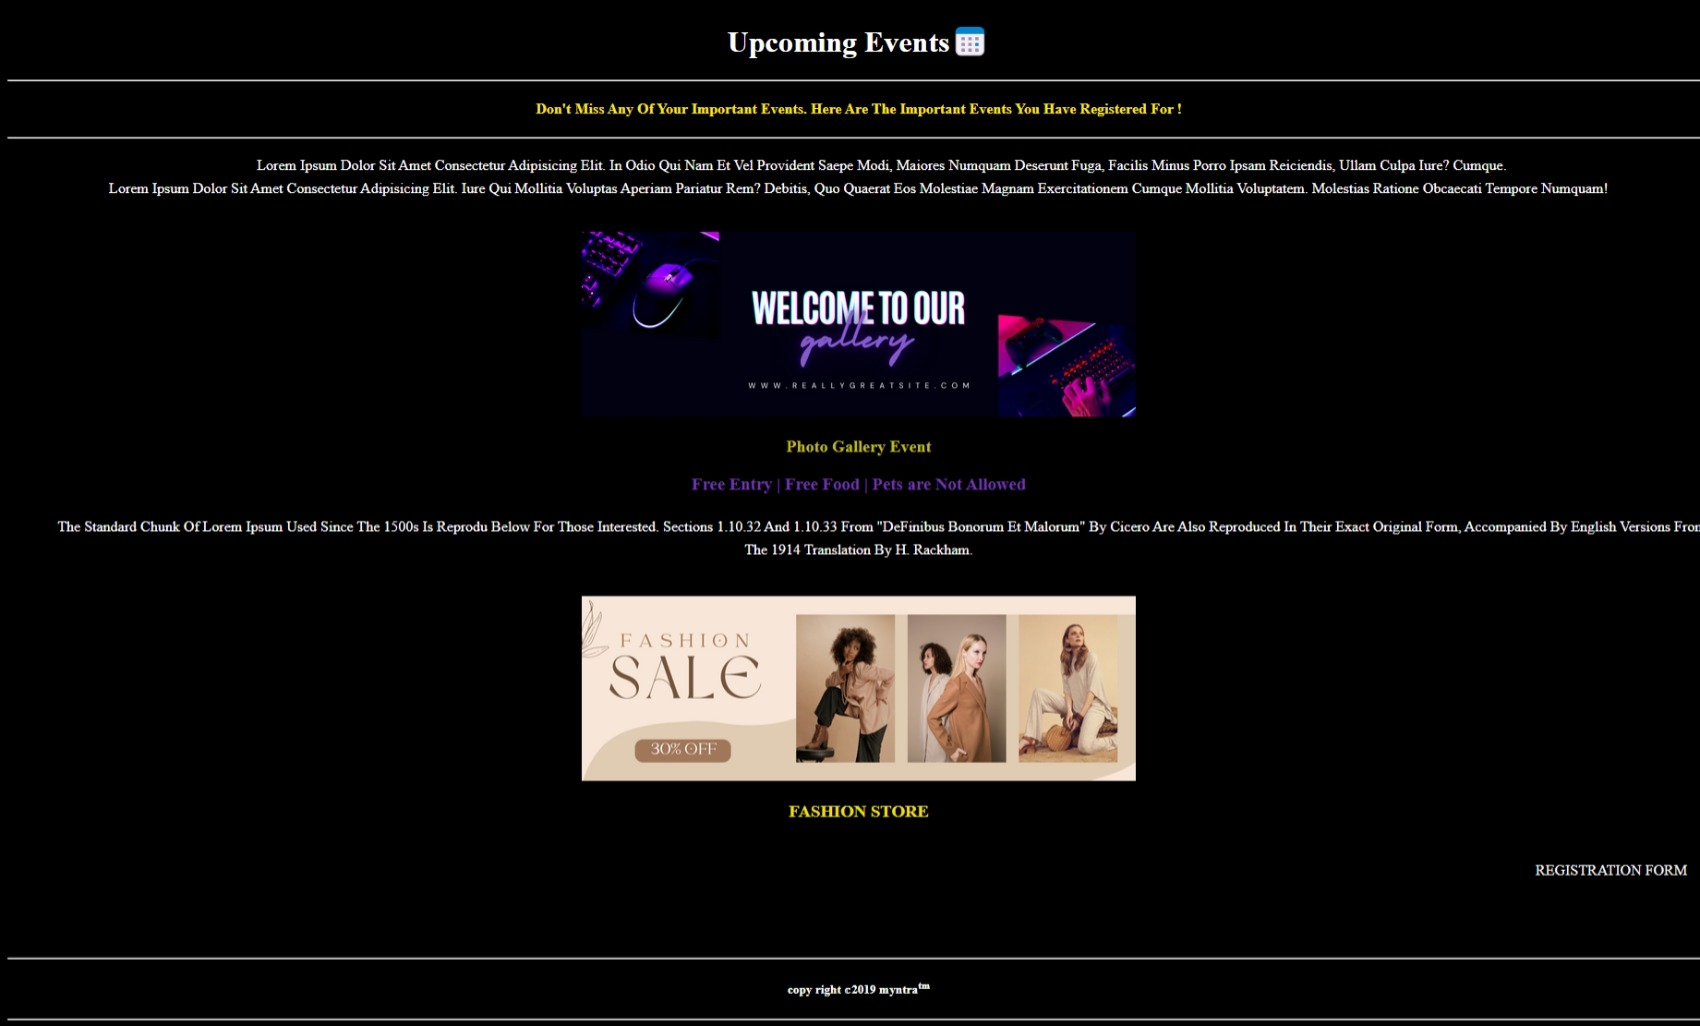 Upcoming Events
Don't Miss Any Of Your Important Events. Here Are The Important Events You Have Registered For !
Lorem Ipsum Dolor Sit Amet Consectetur Adipisicing Elit. In Odio Qui Nam Et Vel Provident Saepe Modi, Maiores Numquam Deserunt Fuga, Facilis Minus Porro Ipsam Reiciendis, Ullam Culpa Iure? Cumque.
Lorem Ipsum Dolor Sit Amet Consectetur Adipisicing Elit. Iure Qui Mollitia Voluptas Aperiam Pariatur Rem? Debitis, Quo Quaerat Eos Molestiae Magnam Exercitationem Cumque Mollitia Voluptatem. Molestias Ratione Obcaecati Tempore Numquam!
WELCOME TO OUR
gallery
WWW.REALLYGREATSITE.COM
Photo Gallery Event
Free Entry | Free Food | Pets are Not Allowed
The Standard Chunk Of Lorem Ipsum Used Since The 1500s Is Reprodu Below For Those Interested. Sections 1.10.32 And 1.10.33 From "DeFinibus Bonorum Et Malorum" By Cicero Are Also Reproduced In Their Exact Original Form, Accompanied By English Versions From
The 1914 Translation By H. Rackham.
FASHION
SALE
30% OFF
FASHION STORE
REGISTRATION FORM
copy right c2019 myntra™